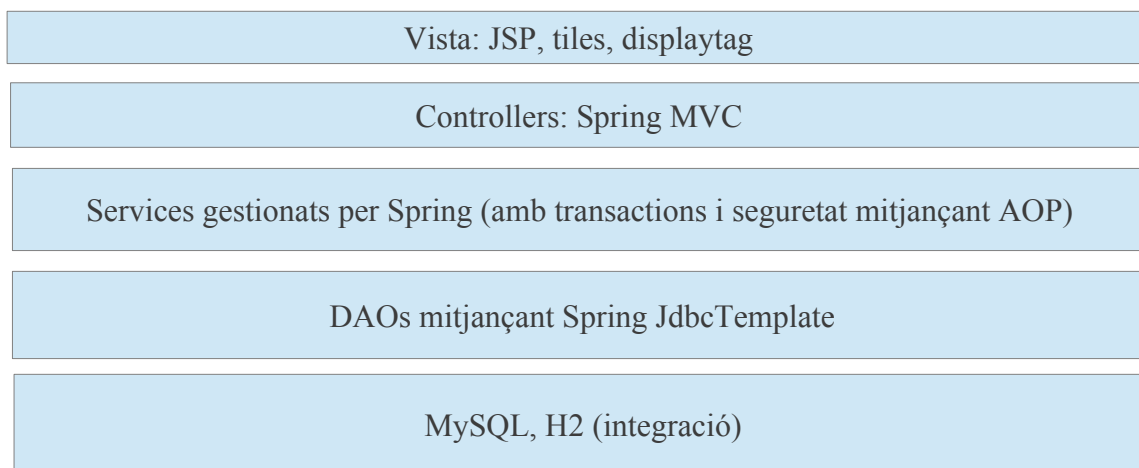 Vista: JSP, tiles, displaytag
Controllers: Spring MVC
Services gestionats per Spring (amb transactions i seguretat mitjançant AOP)
DAOs mitjançant Spring JdbcTemplate
MySQL, H2 (integració)